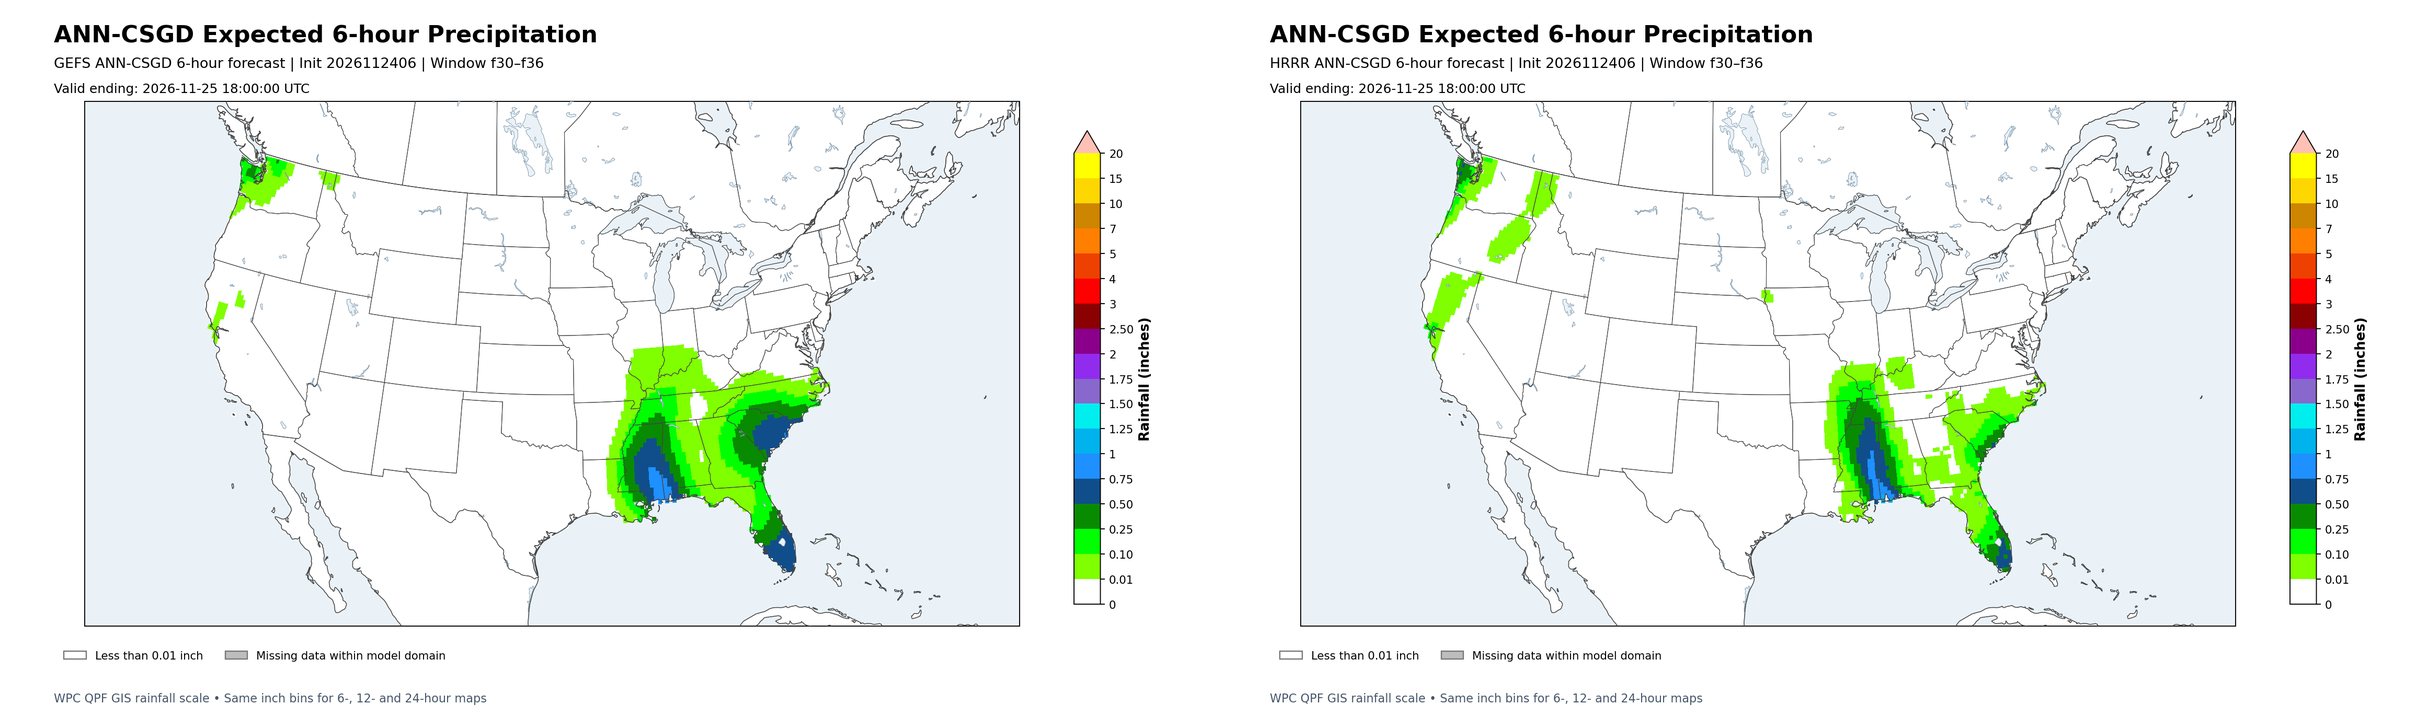 ANN-CSGD Expected 6-hour Precipitation
GEFS ANN-CSGD 6-hour forecast | Init 2026112406 | Window f30–f36
Valid ending: 2026-11-25 18:00:00 UTC
20
15
10
7
5
4
3
2.50
2
1.75
1.50
1.25
1
0.75
0.50
0.25
0.10
0.01
0
Rainfall (inches)
Less than 0.01 inch
Missing data within model domain
WPC QPF GIS rainfall scale • Same inch bins for 6-, 12- and 24-hour maps
ANN-CSGD Expected 6-hour Precipitation
HRRR ANN-CSGD 6-hour forecast | Init 2026112406 | Window f30–f36
Valid ending: 2026-11-25 18:00:00 UTC
20
15
10
7
5
4
3
2.50
2
1.75
1.50
1.25
1
0.75
0.50
0.25
0.10
0.01
0
Rainfall (inches)
Less than 0.01 inch
Missing data within model domain
WPC QPF GIS rainfall scale • Same inch bins for 6-, 12- and 24-hour maps